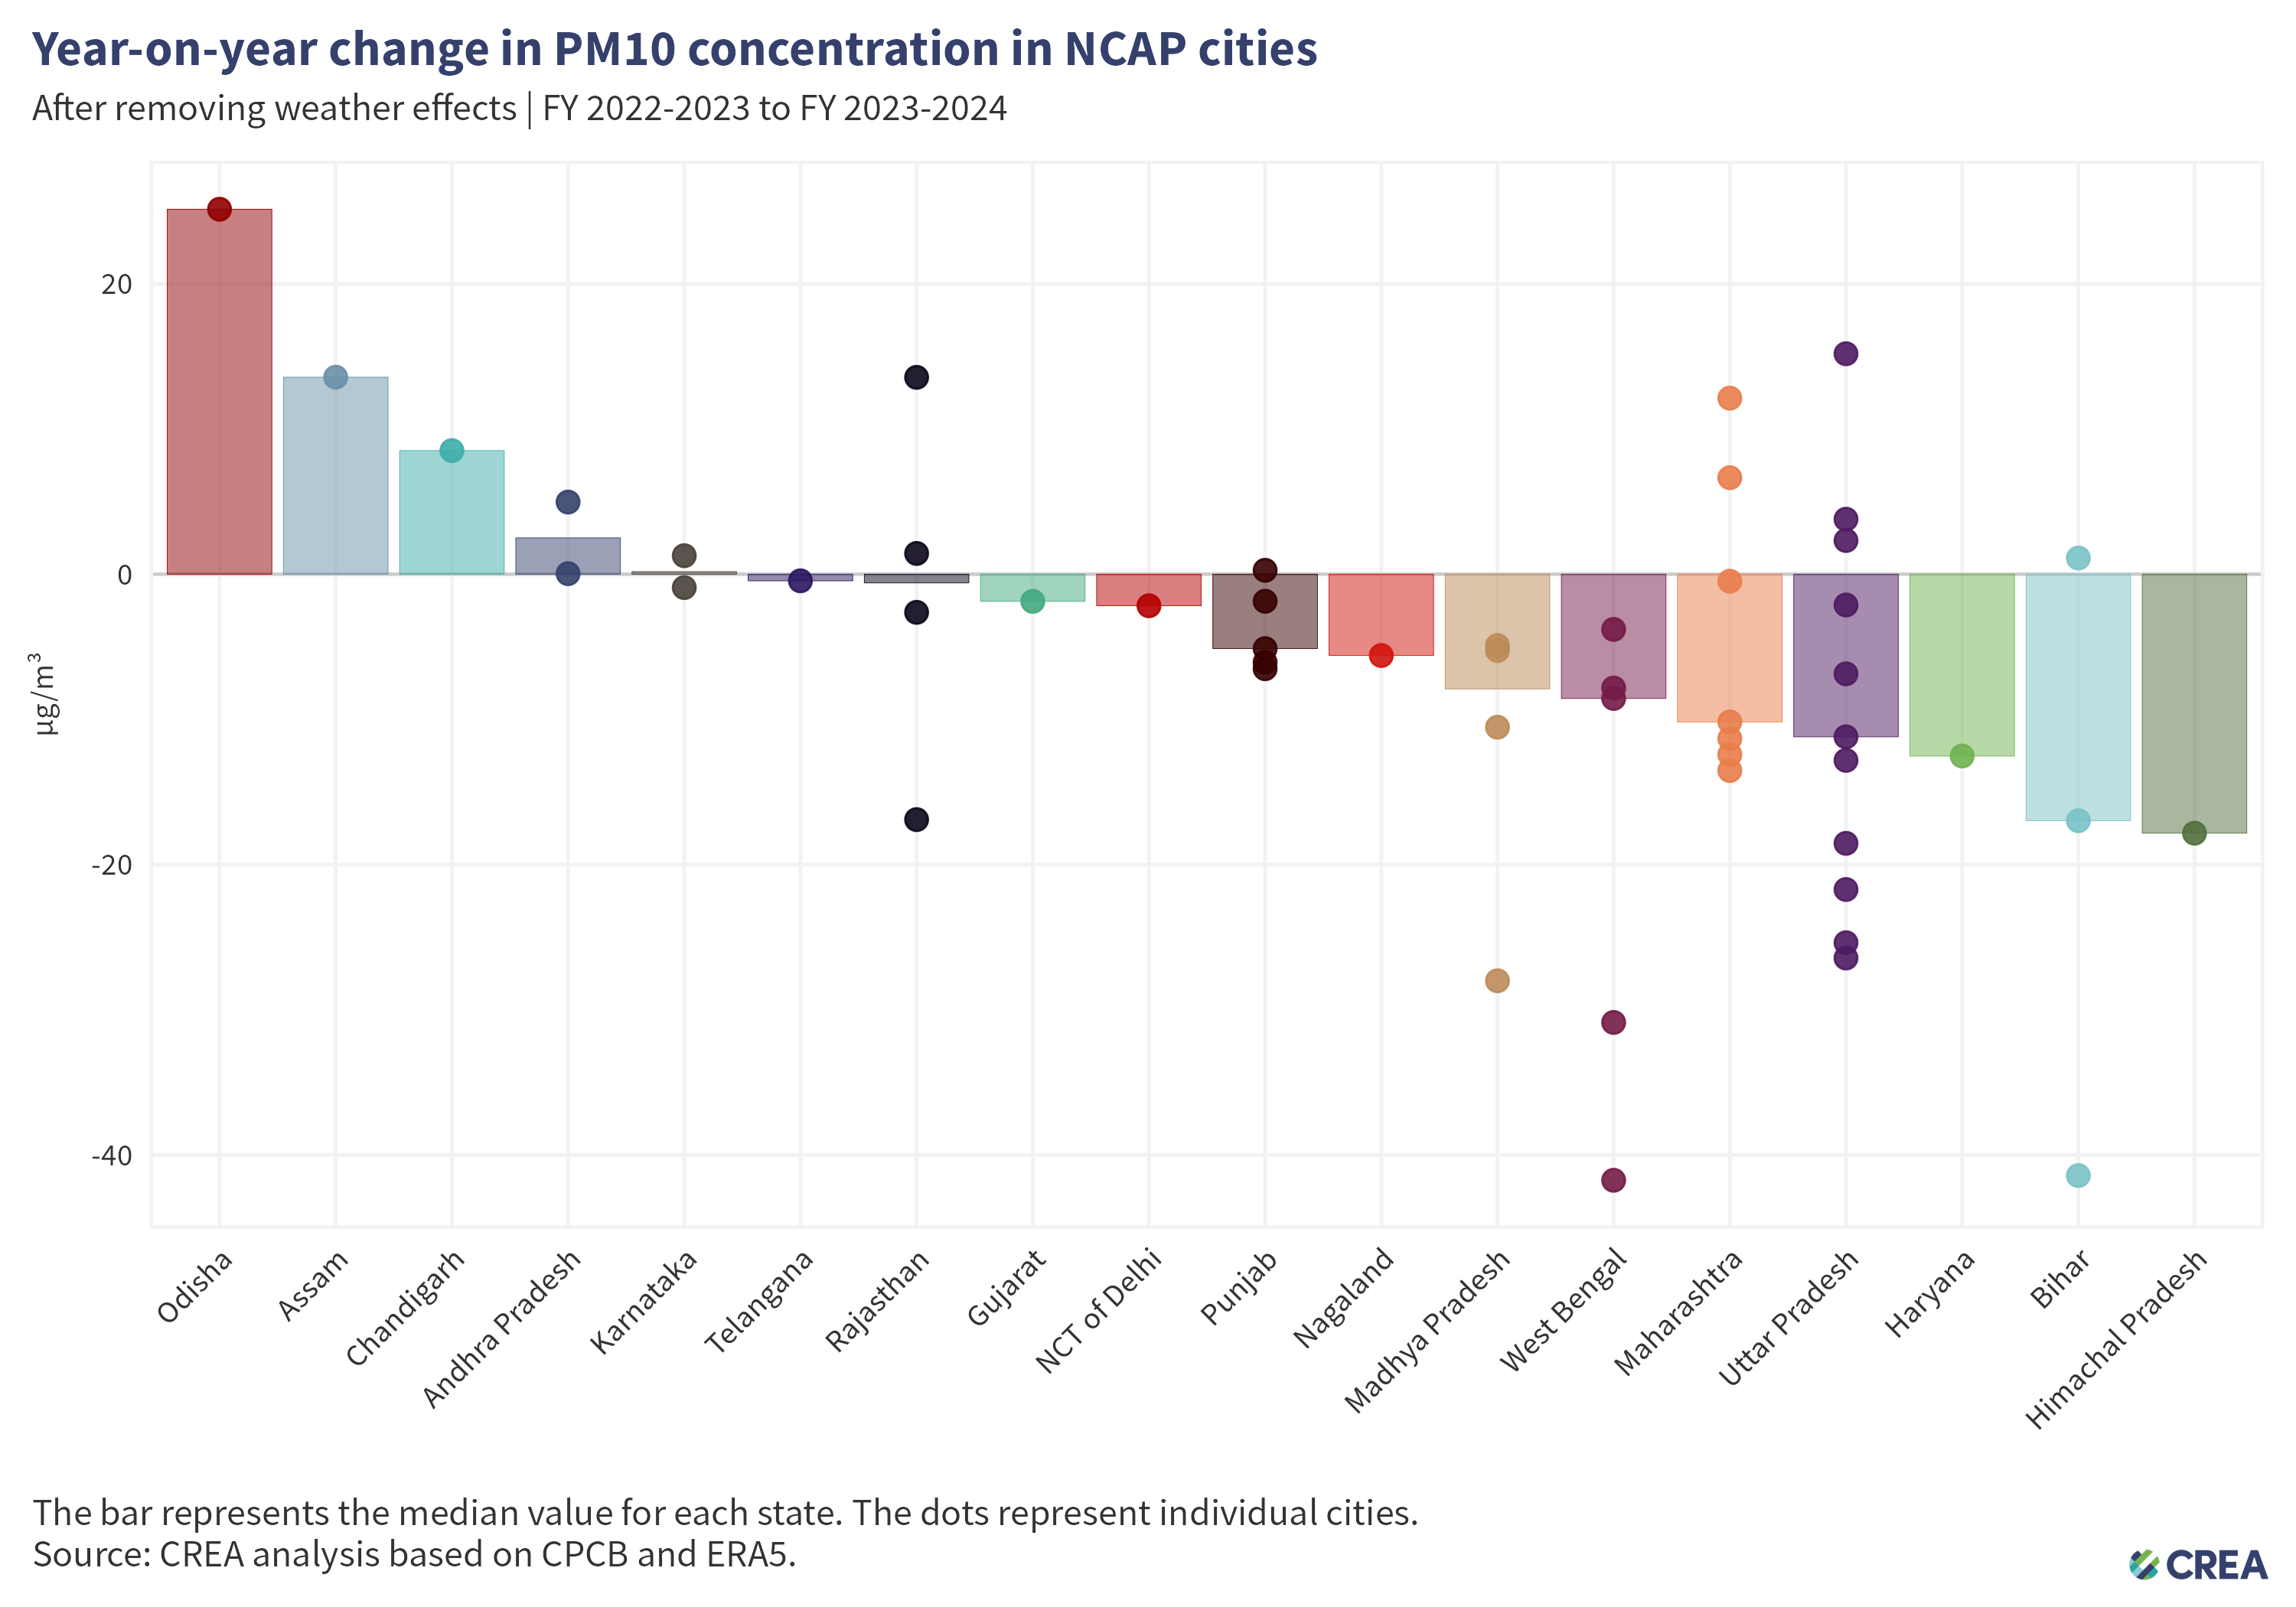 Year-on-year change in PM10 concentration in NCAP cities
After removing weather effects | FY 2022-2023 to FY 2023-2024
20
0
-20
-40
µg/m³
Odisha
Assam
Chandigarh
Andhra Pradesh
Karnataka
Telangana
Rajasthan
Gujarat
NCT of Delhi
Punjab
Nagaland
Madhya Pradesh
West Bengal
Maharashtra
Uttar Pradesh
Haryana
Bihar
Himachal Pradesh
The bar represents the median value for each state. The dots represent individual cities.
Source: CREA analysis based on CPCB and ERA5.
CREA